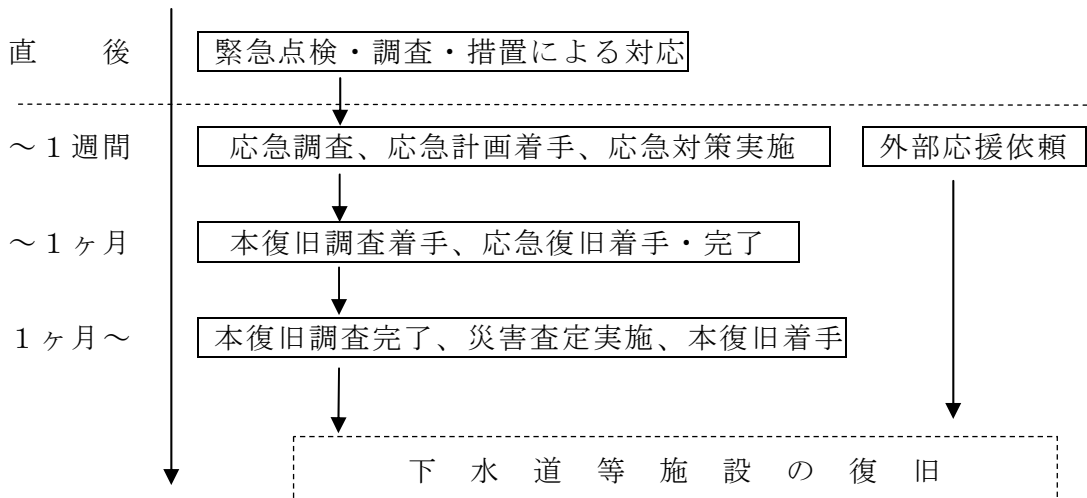 直　　後　緊急点検・調査・措置による対応
～１週間　応急調査、応急計画着手、応急対策実施　外部応援依頼
～１ヶ月　本復旧調査着手、応急復旧着手・完了
１ヶ月～　本復旧調査完了、災害査定実施、本復旧着手
下水道等施設の復旧